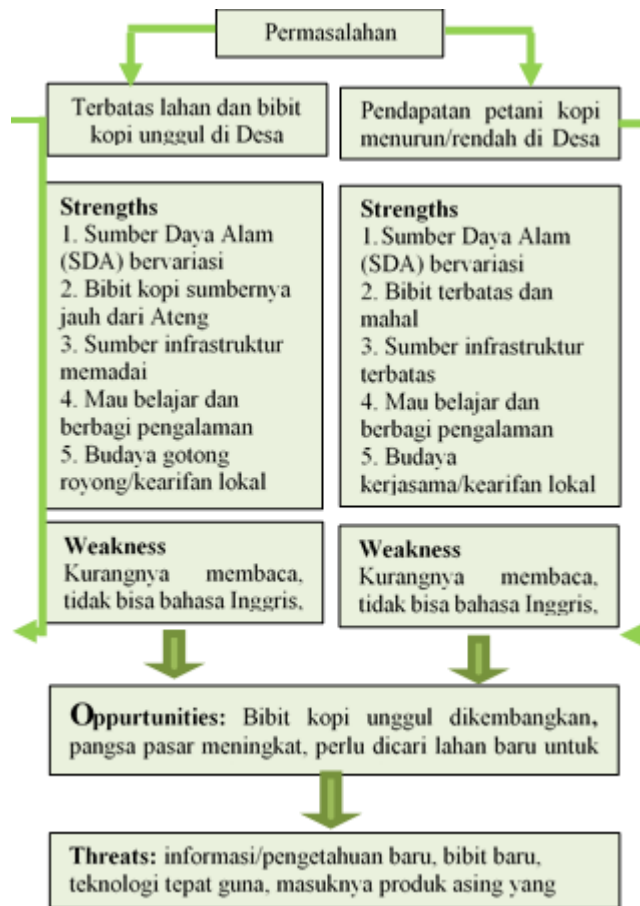 Permasalahan
Terbatas lahan dan bibit
kopi unggul di Desa
Pendapatan petani kopi
menurun/rendah di Desa
Strengths
1. Sumber Daya Alam
(SDA) bervariasi
2. Bibit kopi sumbernya
jauh dari Ateng
3. Sumber infrastruktur
memadai
4. Mau belajar dan
berbagi pengalaman
5. Budaya gotong
royong/kearifan lokal
Strengths
1. Sumber Daya Alam
(SDA) bervariasi
2. Bibit terbatas dan
mahal
3. Sumber infrastruktur
terbatas
4. Mau belajar dan
berbagi pengalaman
5. Budaya
kerjasama/kearifan lokal
Weakness
Kurangnya membaca,
tidak bisa bahasa Inggris,
Weakness
Kurangnya membaca,
tidak bisa bahasa Inggris,
Oppurtunities: Bibit kopi unggul dikembangkan,
pangsa pasar meningkat, perlu dicari lahan baru untuk
Threats: informasi/pengetahuan baru, bibit baru,
teknologi tepat guna, masuknya produk asing yang